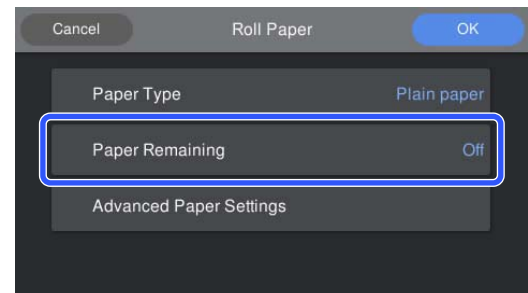 Cancel Roll Paper OK
Paper Type Plain paper
Paper Remaining Off
Advanced Paper Settings